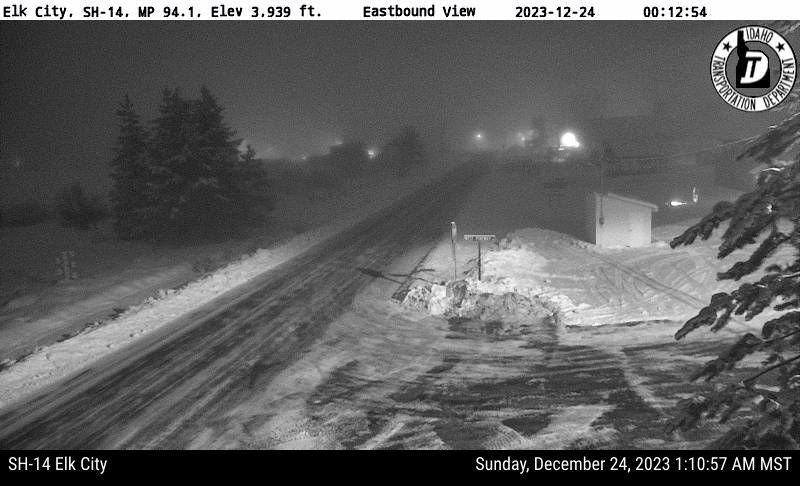 Elk City, SH-14, MP 94.1, Elev 3,939 ft. Eastbound View 2023-12-24 00:12:54
IDAHO
TRANSPORTATION DEPARTMENT
SH-14 Elk City Sunday, December 24, 2023 1:10:57 AM MST